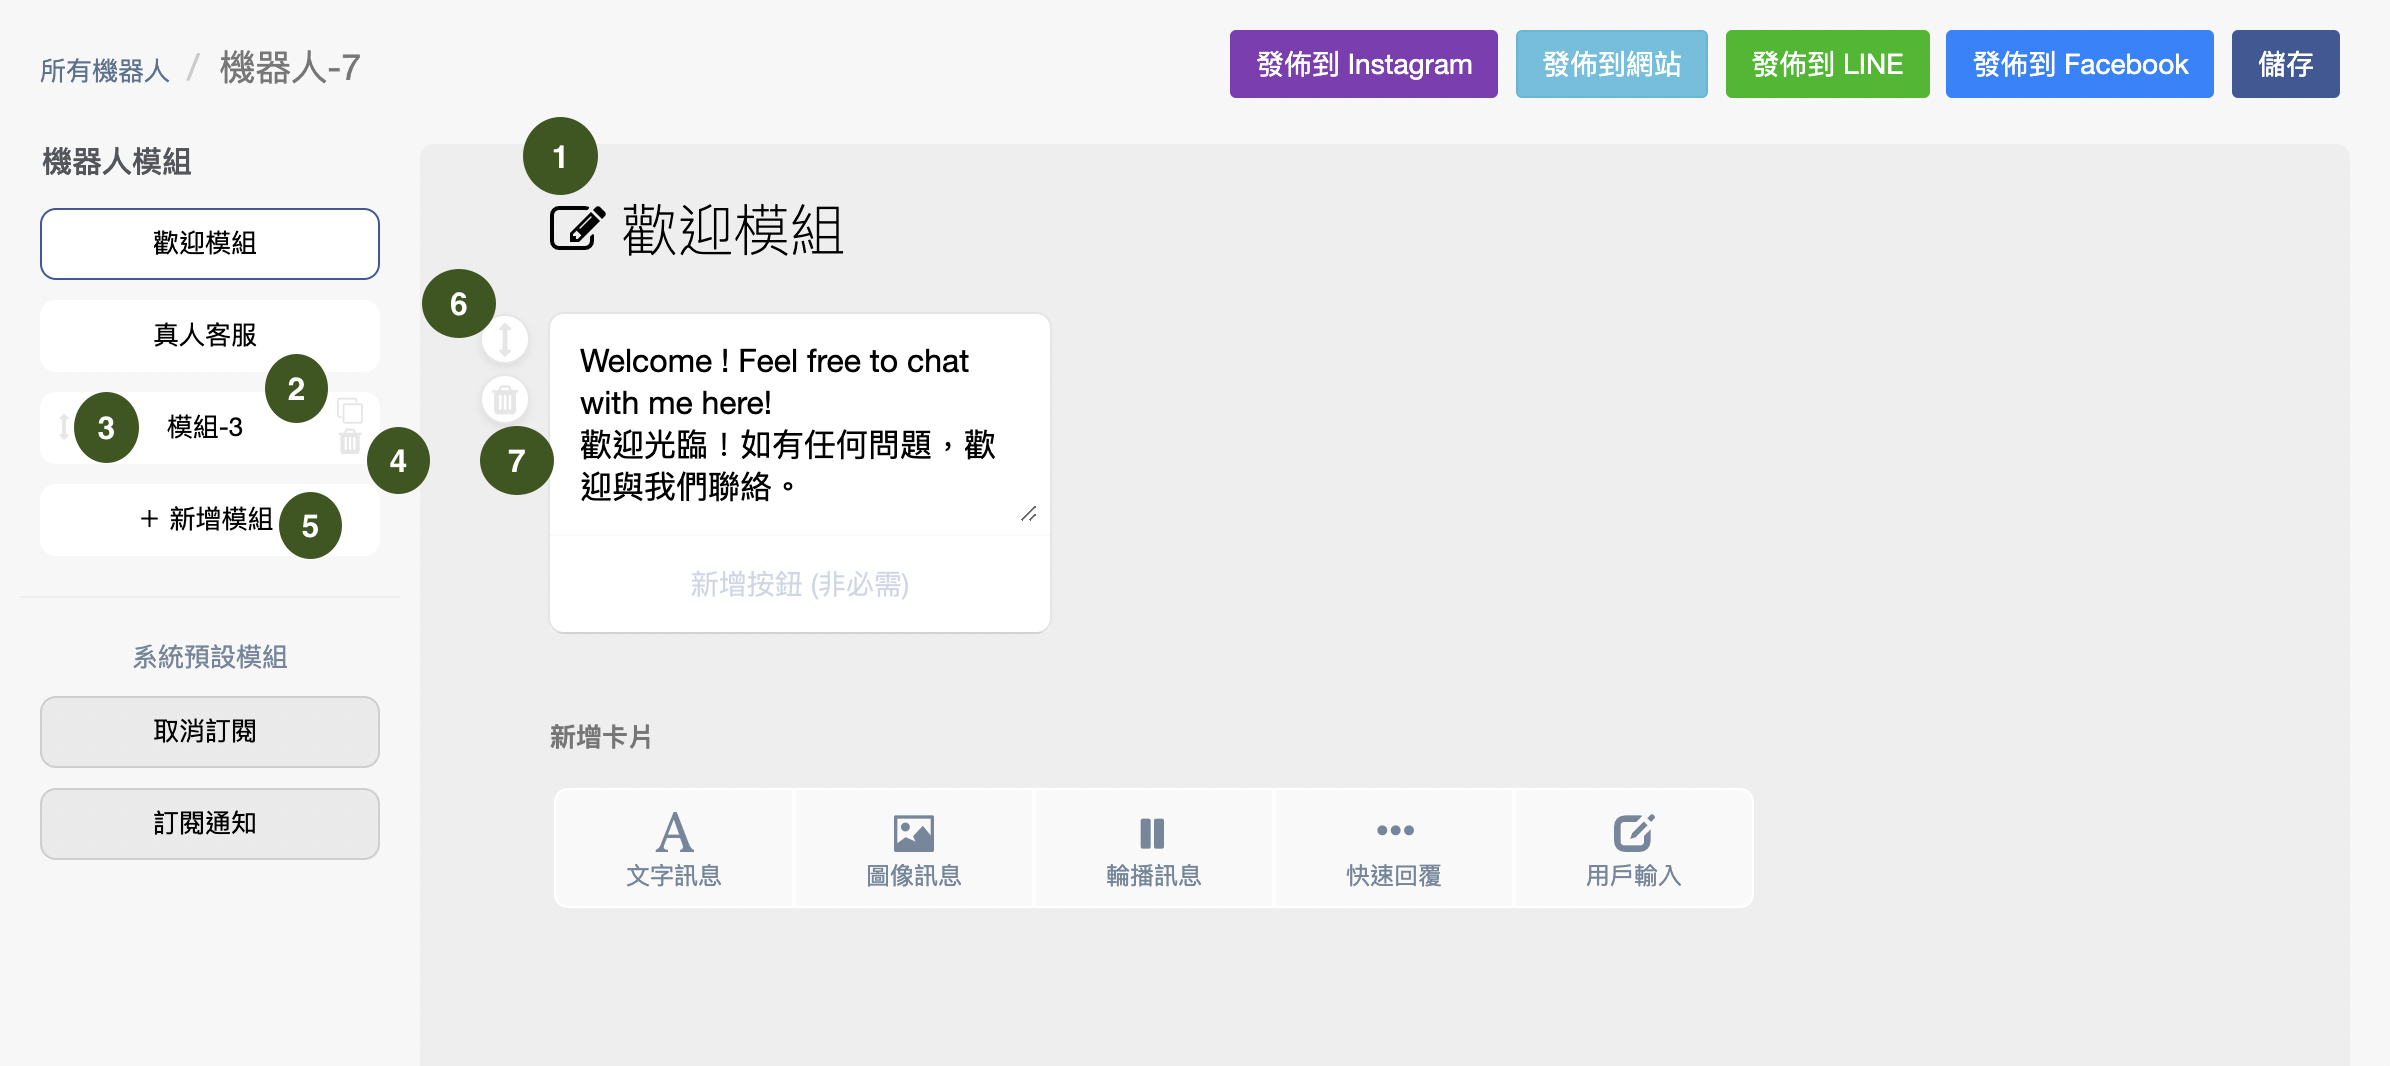 所有機器人 / 機器人-7
發佈到 Instagram
發佈到網站
發佈到 LINE
發佈到 Facebook
儲存
機器人模組
歡迎模組
真人客服
2
3
模組-3
4
+ 新增模組
5
系統預設模組
取消訂閱
訂閱通知
1
歡迎模組
6
7
Welcome ! Feel free to chat
with me here!
歡迎光臨！如有任何問題，歡
迎與我們聯絡。
新增按鈕 (非必需)
新增卡片
文字訊息
圖像訊息
輪播訊息
快速回覆
用戶輸入